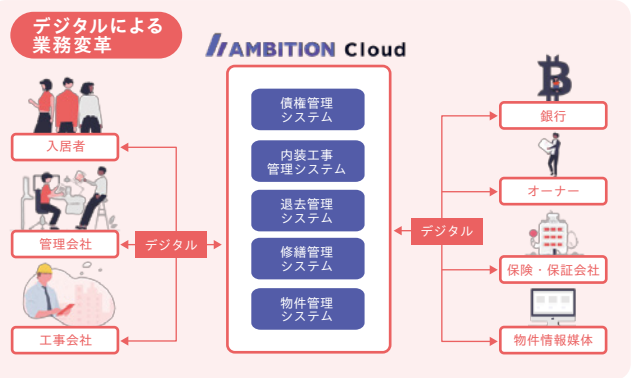 デジタルによる
業務変革
AMBITION Cloud
入居者
管理会社
工事会社
デジタル
債権管理
システム
内装工事
管理システム
退去管理
システム
修繕管理
システム
物件管理
システム
デジタル
銀行
オーナー
保険・保証会社
物件情報媒体